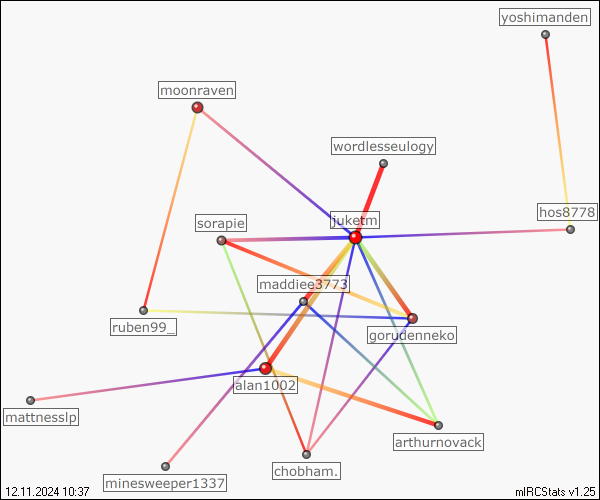 yoshimanden
moonraven
wordlesseulogy
hos8778
juketm
sorapie
maddiee3773
ruben99_
gorudenneko
alan1002
mattnesslp
arthurnovack
chobham.
minesweeper1337
12.11.2024 10:37
mIRCStats v1.25